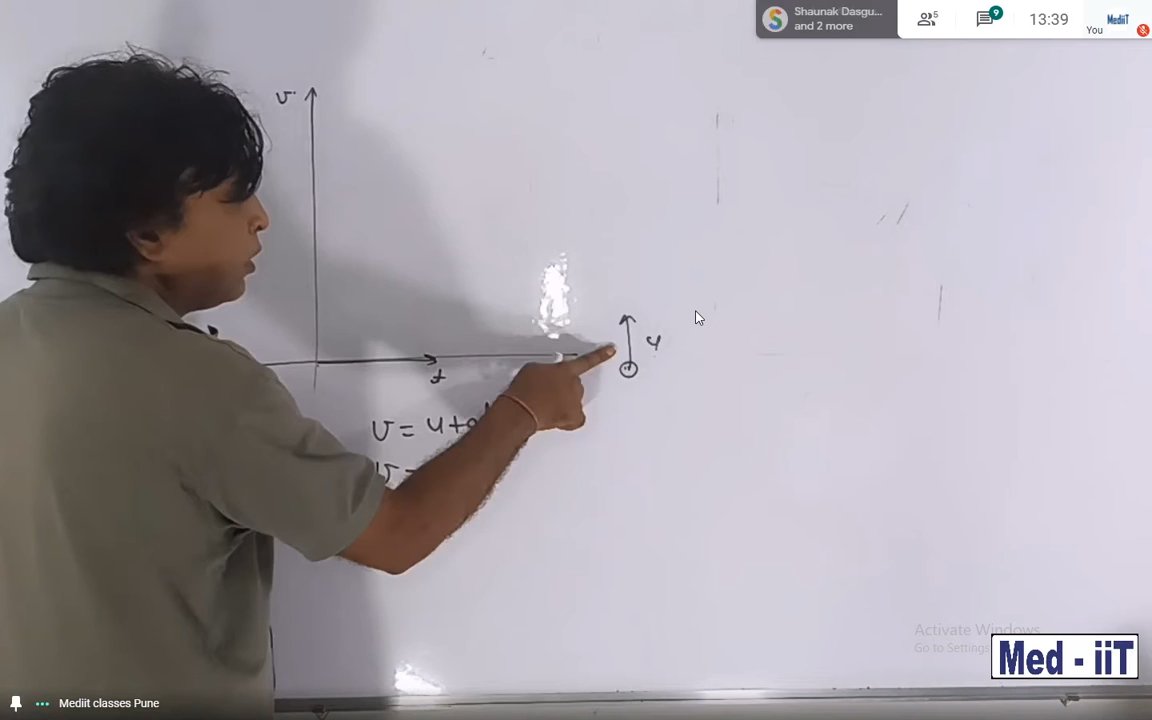 Shaunak Dasgu...
and 2 more
5
9
13:39
MediiT
You
v
u
t
v = u+a
v =
Activate Windows
Go to Settings
Med - iiT
Mediit classes Pune